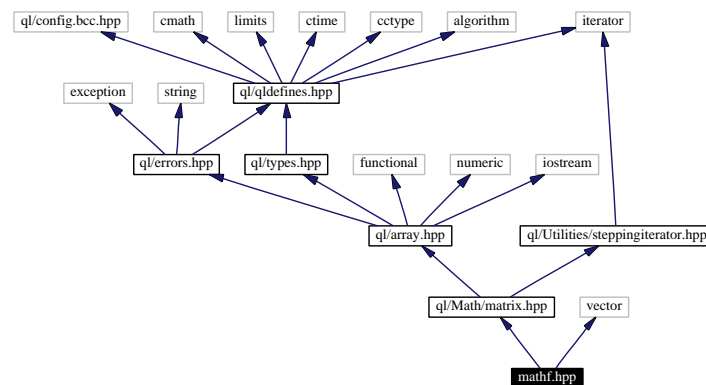 ql/config.bcc.hpp cmath limits ctime cctype algorithm iterator
exception string ql/qldefines.hpp
ql/errors.hpp ql/types.hpp functional numeric iostream
ql/array.hpp ql/Utilities/steppingiterator.hpp
ql/Math/matrix.hpp vector
mathf.hpp